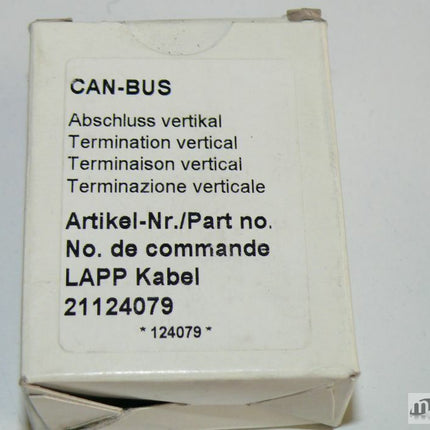 CAN-BUS
Abschluss vertikal
Termination vertical
Terminaison vertical
Terminazione verticale
Artikel-Nr./Part no.
No. de commande
LAPP Kabel
21124079
* 124079 *